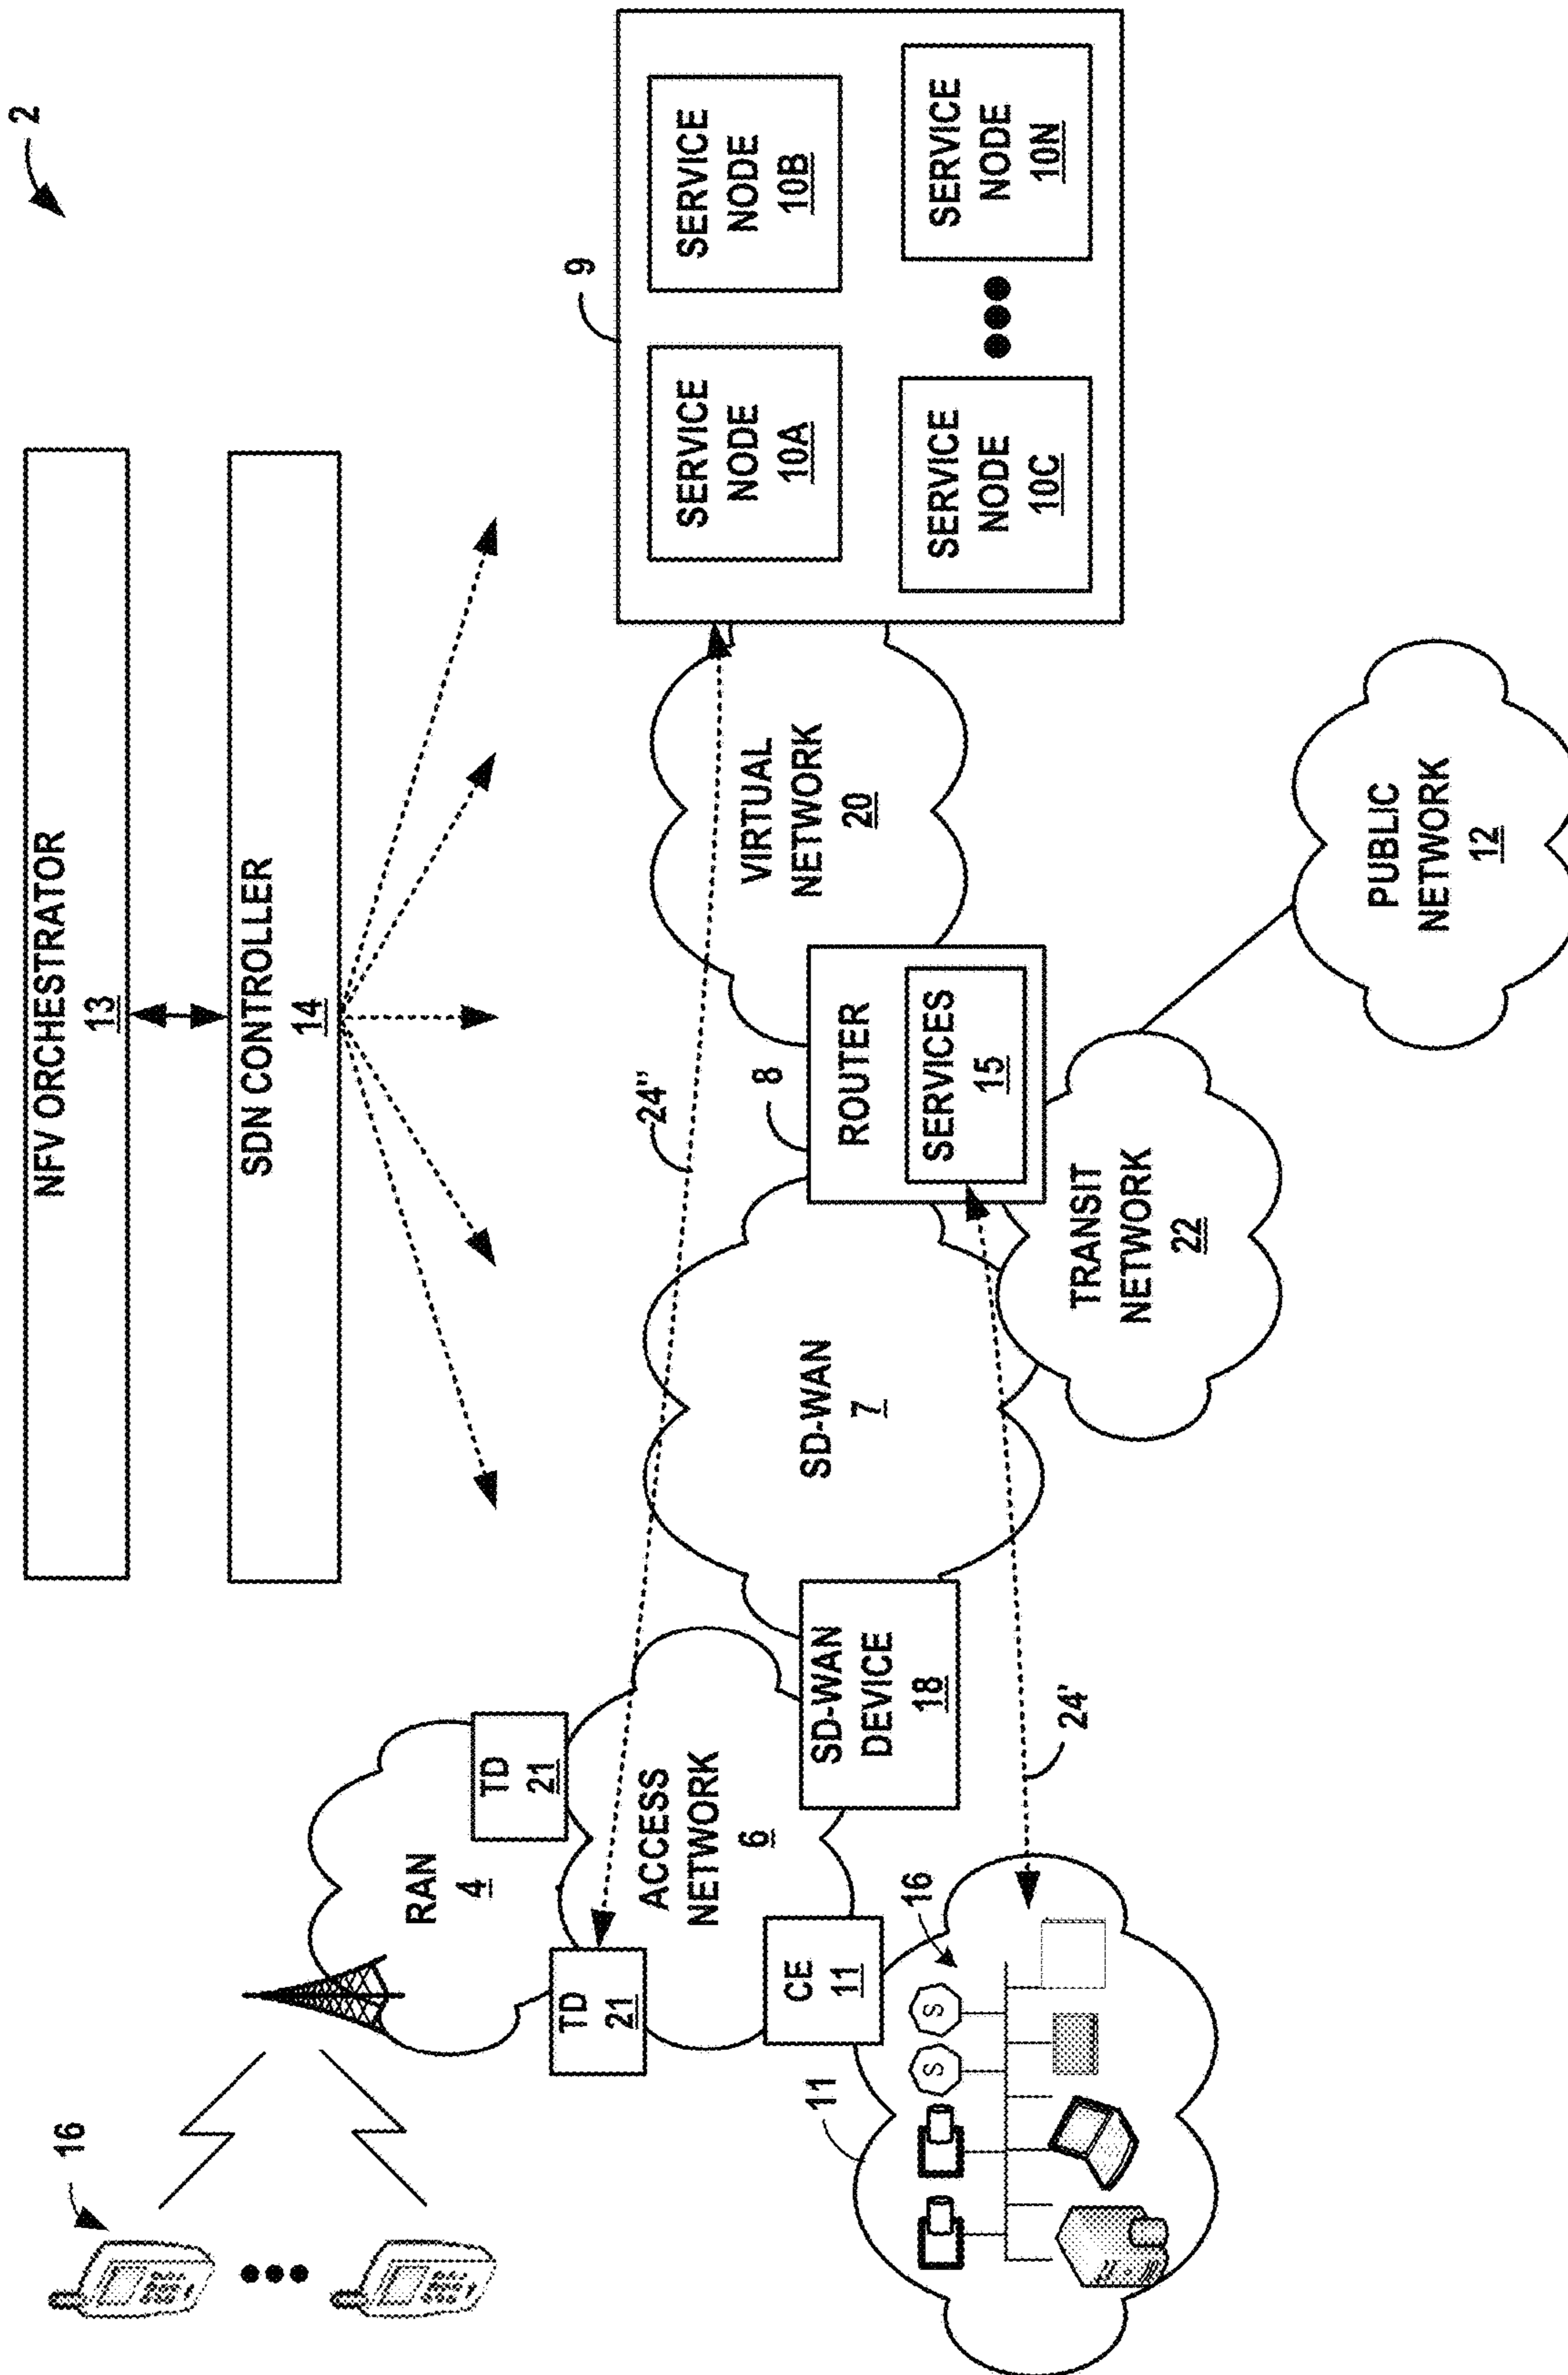 2
NFV ORCHESTRATOR
13
SDN CONTROLLER
14
16
RAN
4
TD
21
TD
21
ACCESS
NETWORK
6
CE
11
SD-WAN
DEVICE
18
SD-WAN
7
24"
8
ROUTER
SERVICES
15
VIRTUAL
NETWORK
20
9
SERVICE
NODE
10A
SERVICE
NODE
10B
SERVICE
NODE
10C
SERVICE
NODE
10N
11
S
S
16
24'
TRANSIT
NETWORK
22
PUBLIC
NETWORK
12